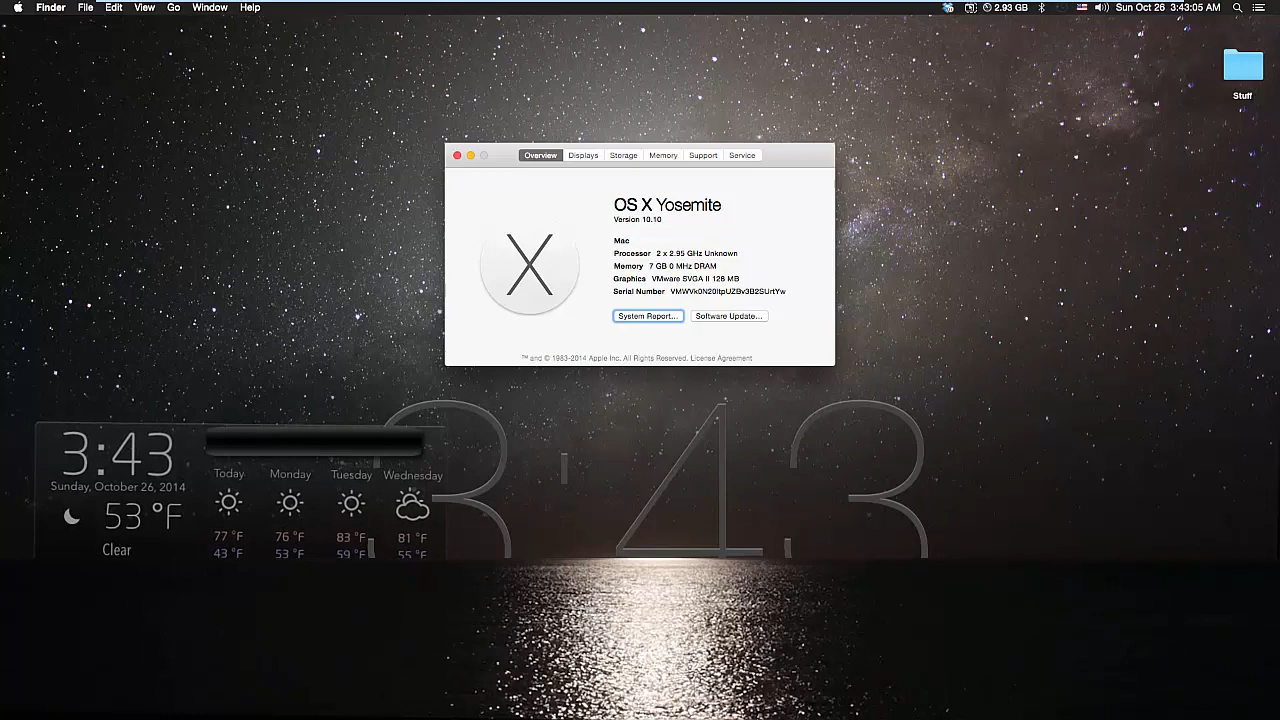 Finder File Edit View Go Window Help
2.93 GB Sun Oct 26 3:43:05 AM
Stuff
Overview Displays Storage Memory Support Service
OS X Yosemite
Version 10.10
Mac
Processor 2 x 2.95 GHz Unknown
Memory 7 GB 0 MHz DRAM
Graphics VMware SVGA II 128 MB
System Report... Software Update...
Serial Number
™ and © 1983-2014 Apple Inc. All Rights Reserved. License Agreement
3:43
Sunday, October 26, 2014
53 °F
Clear
Today Monday Tuesday Wednesday
77 °F 76 °F 83 °F 81 °F
43 °F 53 °F 59 °F 55 °F
3:43